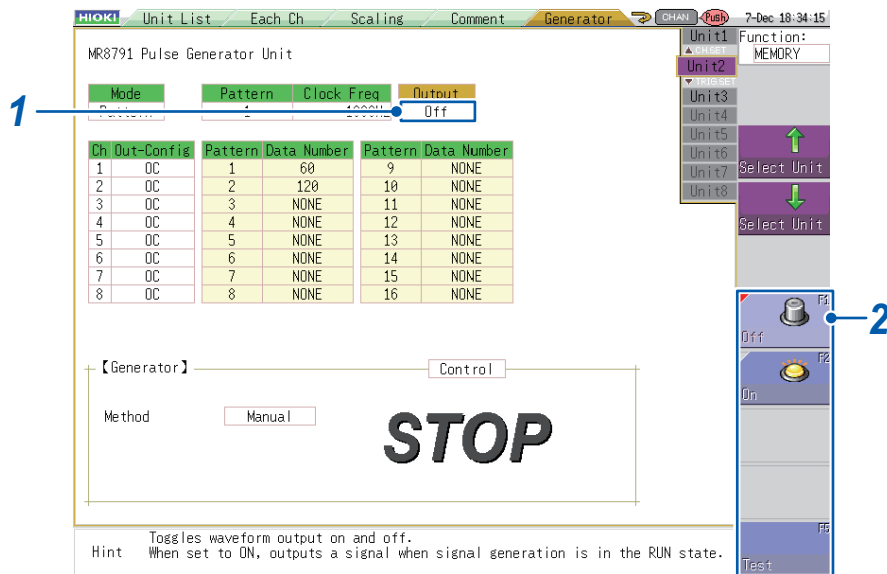 HIOKI Unit List Each Ch Scaling Comment Generator CHAN Push 7-Dec 18:34:15
Unit1 Function:
▲CH.SET MEMORY
MR8791 Pulse Generator Unit
Unit2
▼TRIG.SET
Mode Pattern Clock Freq Output
Unit3
1 Pattern 1 1000Hz Off
Unit4
Unit5
Ch Out-Config Pattern Data Number Pattern Data Number
Unit6
1 OC 1 60 9 NONE
Unit7 Select Unit
2 OC 2 120 10 NONE
Unit8
3 OC 3 NONE 11 NONE
4 OC 4 NONE 12 NONE
Select Unit
5 OC 5 NONE 13 NONE
6 OC 6 NONE 14 NONE
7 OC 7 NONE 15 NONE
8 OC 8 NONE 16 NONE
F1
2
Off
【Generator】 Control
F2
On
Method Manual
STOP
F5
Test
Hint Toggles waveform output on and off.
When set to ON, outputs a signal when signal generation is in the RUN state.